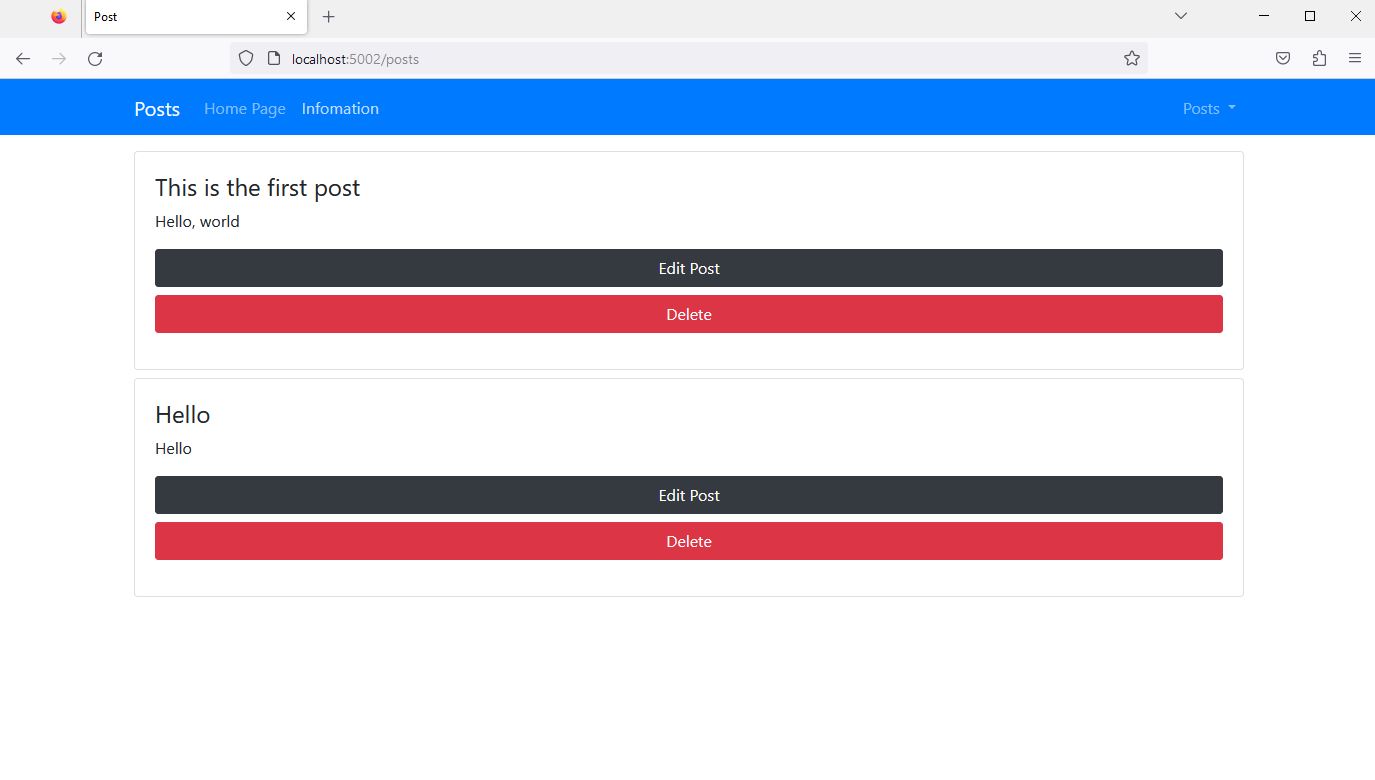 Post
localhost:5002/posts
Posts Home Page Infomation Posts
This is the first post
Hello, world
Edit Post
Delete
Hello
Hello
Edit Post
Delete